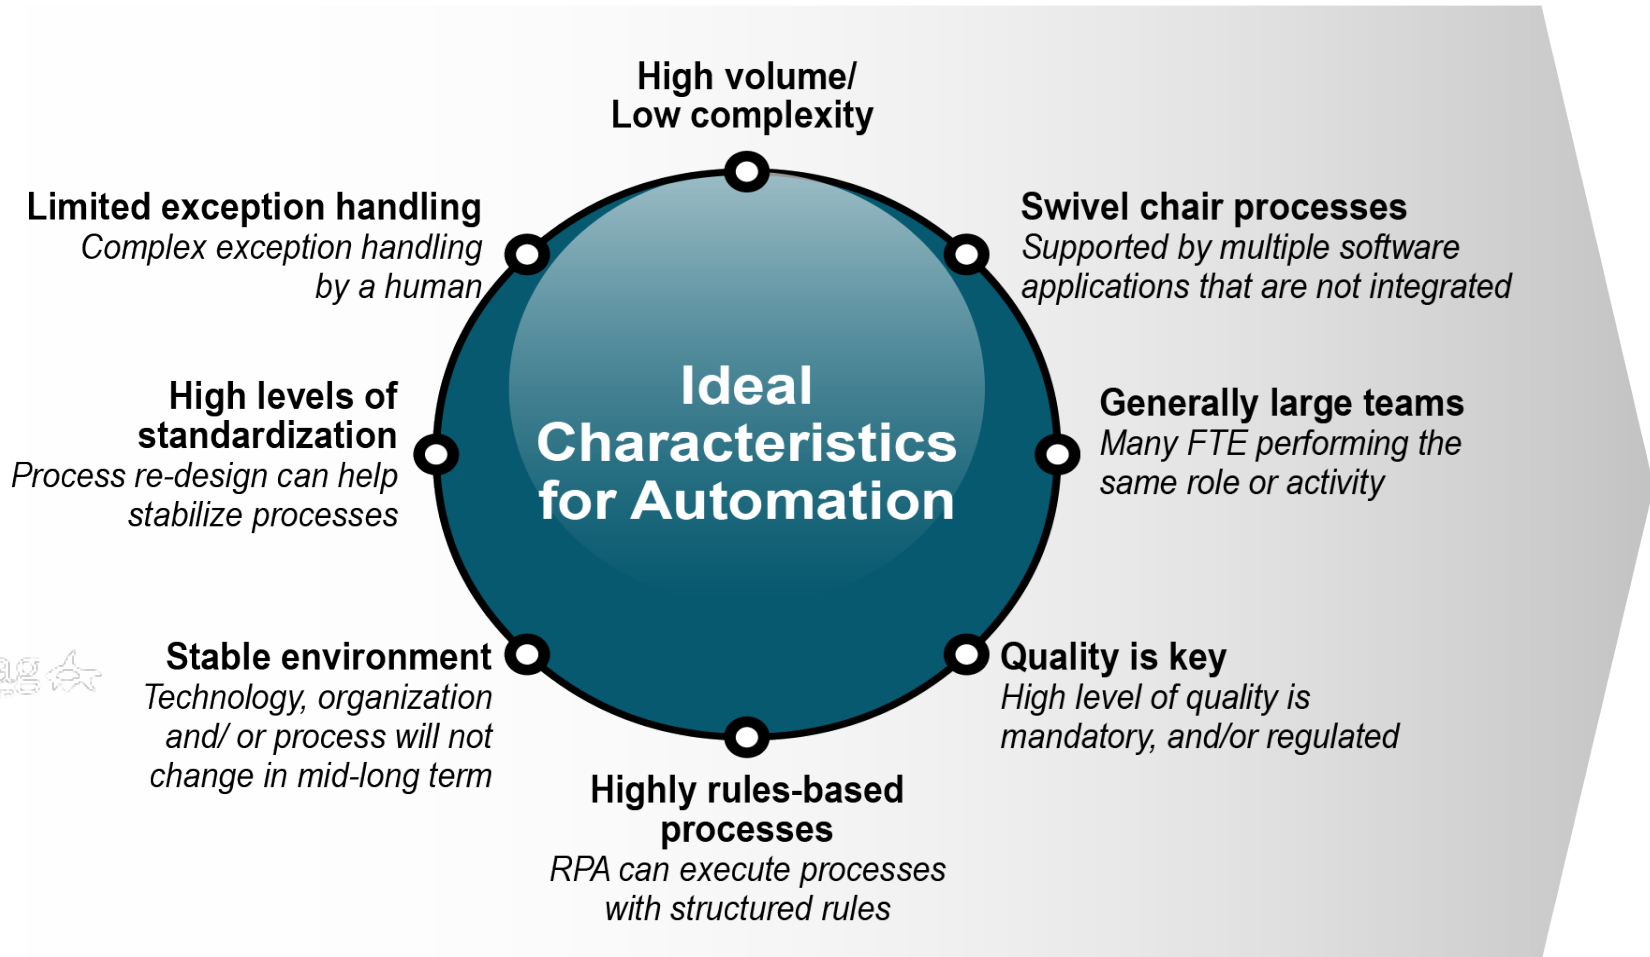 High volume/
Low complexity
Swivel chair processes
Supported by multiple software
applications that are not integrated
Generally large teams
Many FTE performing the
same role or activity
Quality is key
High level of quality is
mandatory, and/or regulated
Highly rules-based
processes
RPA can execute processes
with structured rules
Stable environment
Technology, organization
and/ or process will not
change in mid-long term
High levels of
standardization
Process re-design can help
stabilize processes
Limited exception handling
Complex exception handling
by a human
Ideal
Characteristics
for Automation